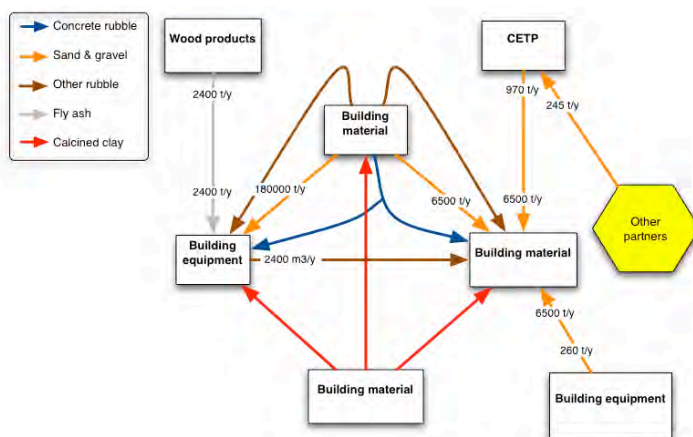 Concrete rubble
Sand & gravel
Other rubble
Fly ash
Calcined clay
Wood products
CETP
2400 t/y
970 t/y
245 t/y
Building
material
2400 t/y
180000 t/y
6500 t/y
6500 t/y
Other
partners
Building
equipment
2400 m3/y
Building material
6500 t/y
260 t/y
Building material
Building equipment